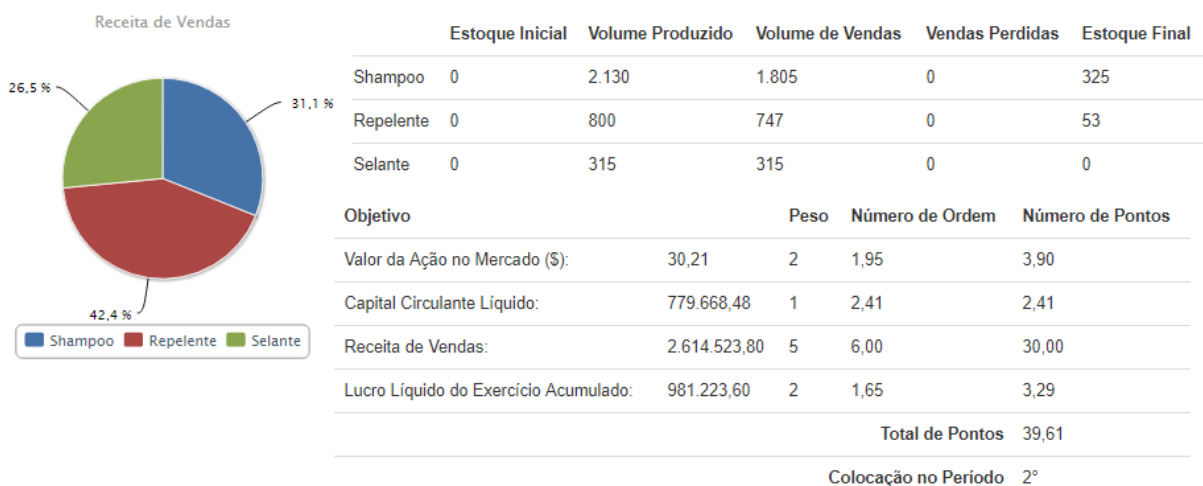 Receita de Vendas
26,5 %
31,1 %
42,4 %
Shampoo Repelente Selante
Estoque Inicial Volume Produzido Volume de Vendas Vendas Perdidas Estoque Final
Shampoo 0 2.130 1.805 0 325
Repelente 0 800 747 0 53
Selante 0 315 315 0 0
Objetivo Peso Número de Ordem Número de Pontos
Valor da Ação no Mercado ($): 30,21 2 1,95 3,90
Capital Circulante Líquido: 779.668,48 1 2,41 2,41
Receita de Vendas: 2.614.523,80 5 6,00 30,00
Lucro Líquido do Exercício Acumulado: 981.223,60 2 1,65 3,29
Total de Pontos 39,61
Colocação no Período 2°